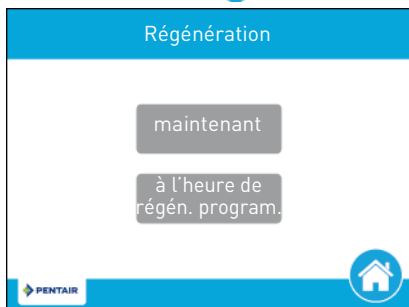 Régénération
maintenant
à l'heure de
régén. program.
PENTAIR